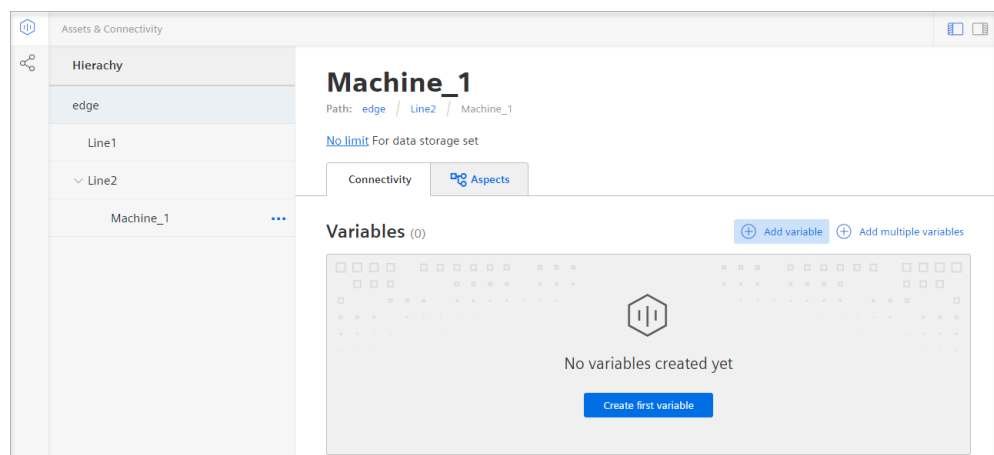 Assets & Connectivity
Hierachy
edge
Line1
Line2
Machine_1
Machine_1
Path: edge / Line2 / Machine_1
No limit For data storage set
Connectivity
Aspects
Variables (0)
Add variable
Add multiple variables
No variables created yet
Create first variable